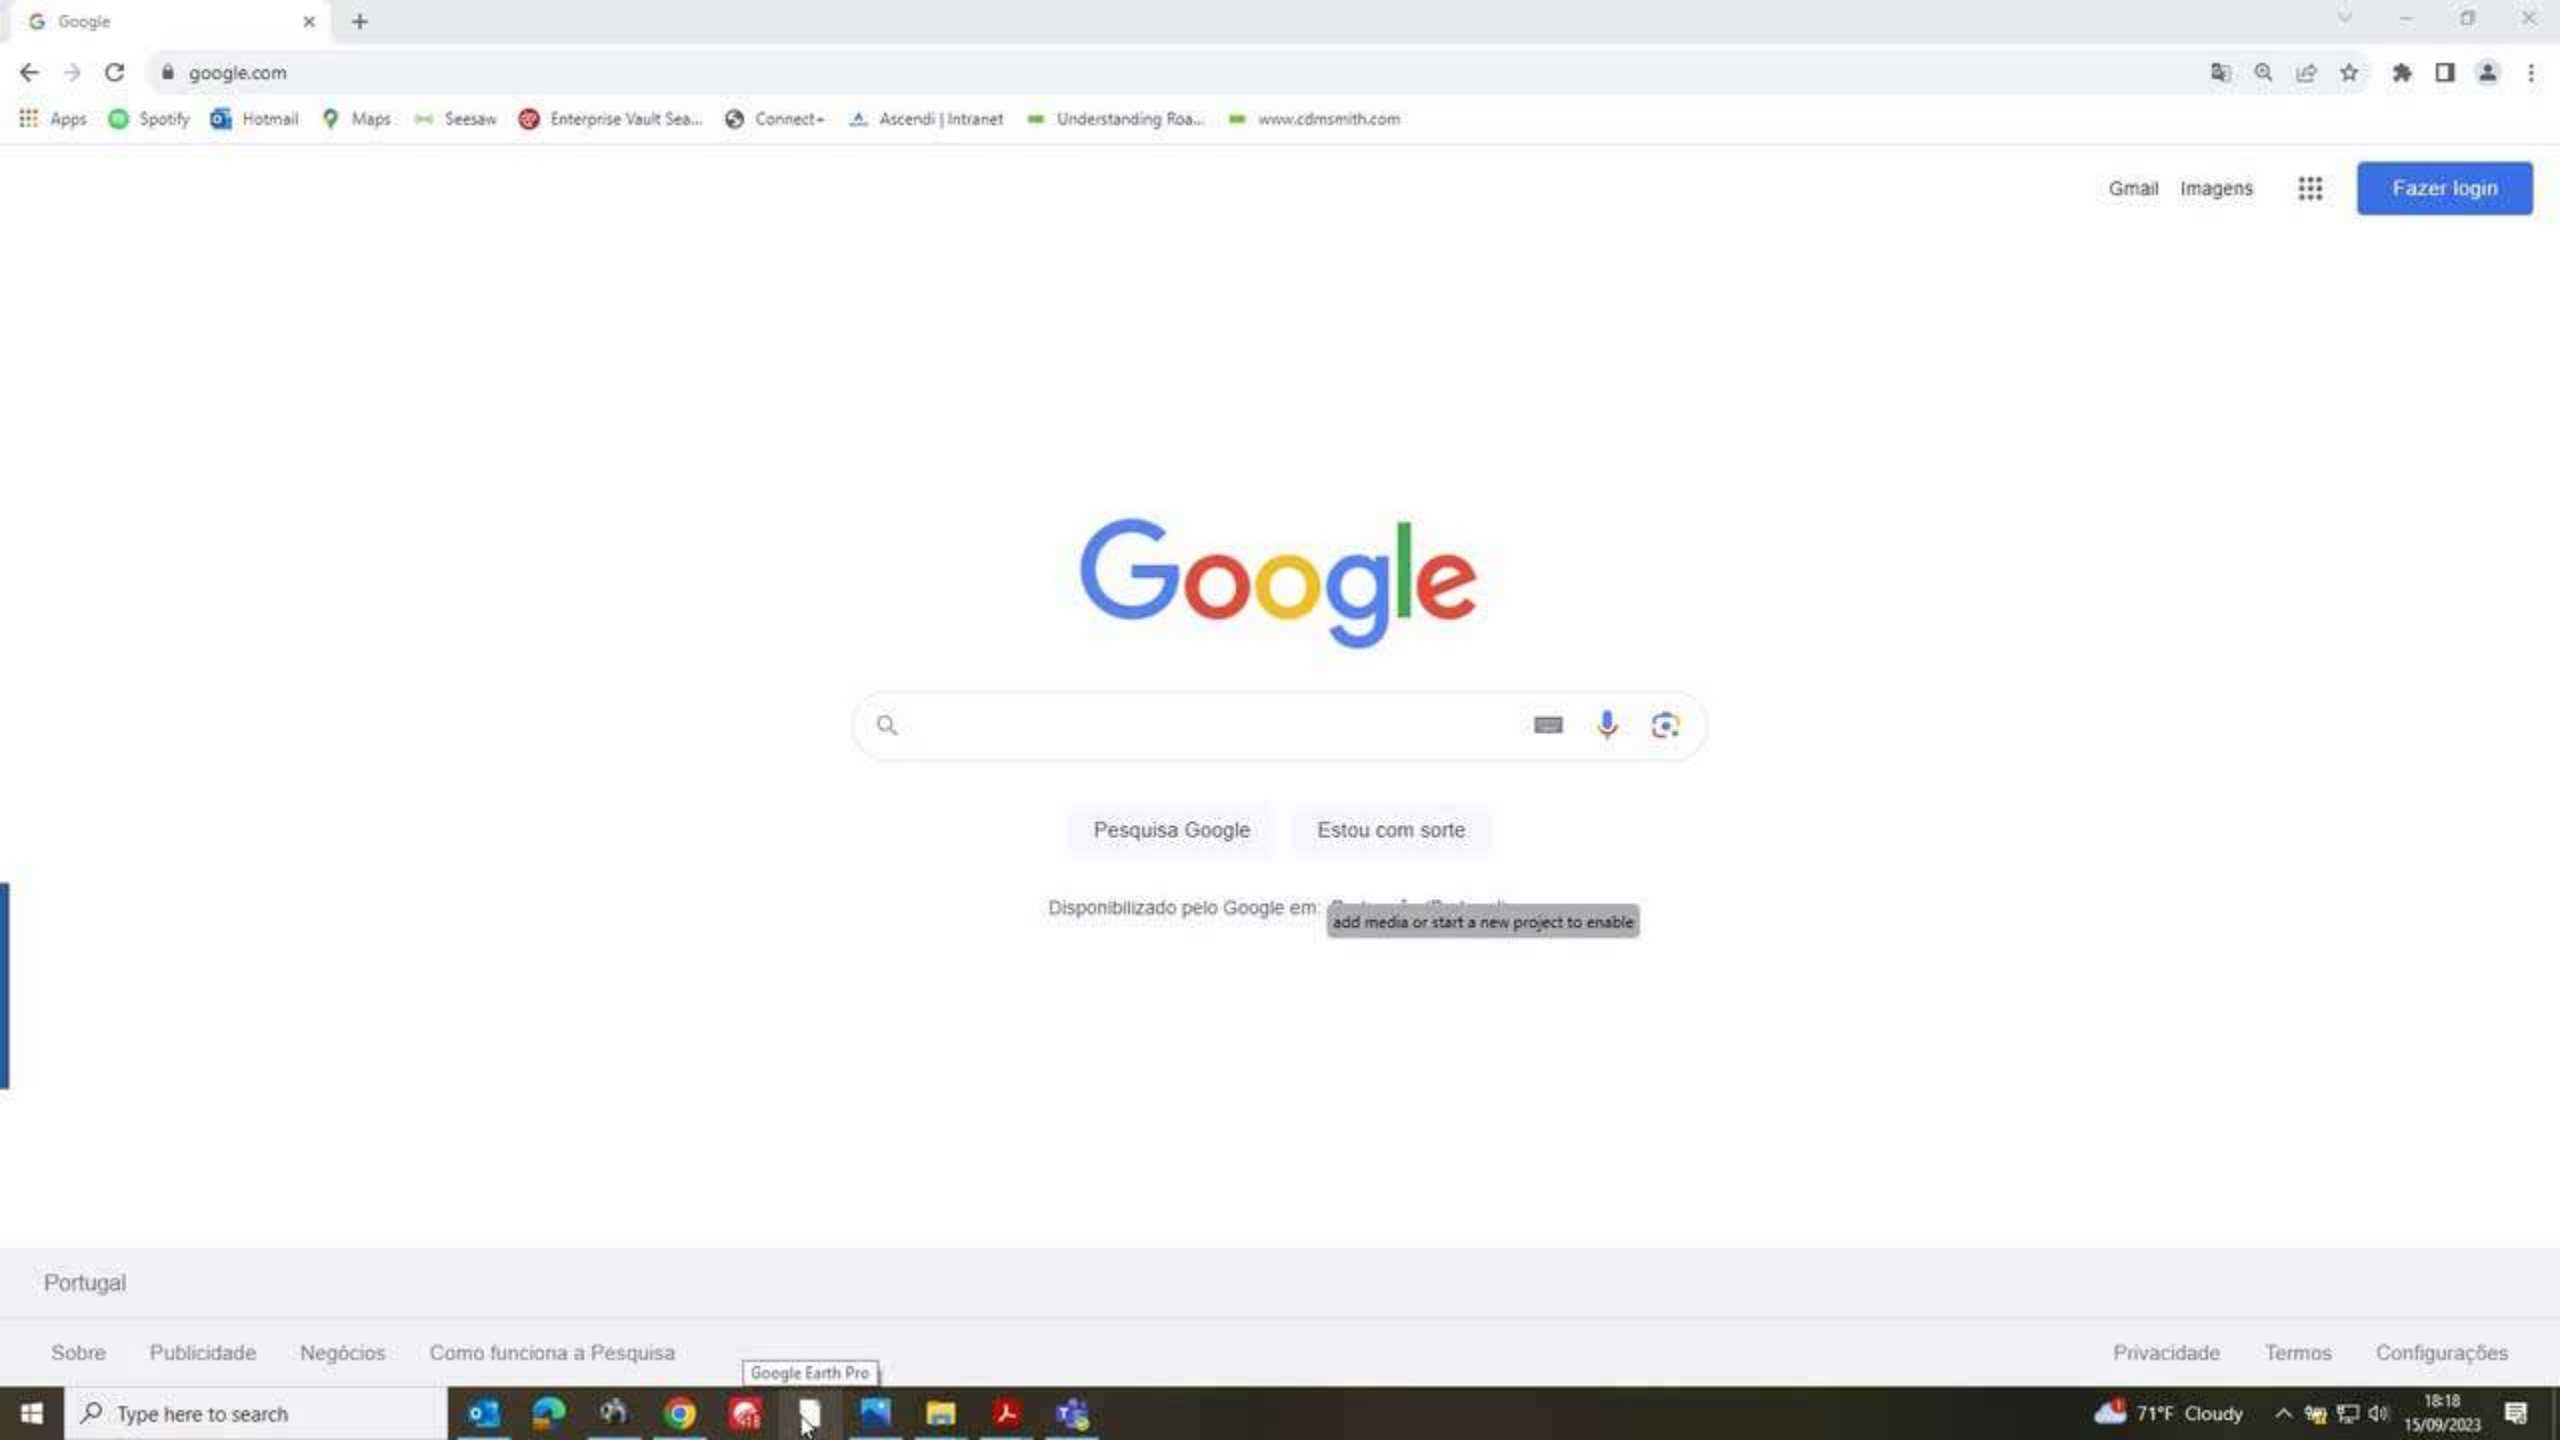 Google
google.com
Apps Spotify Hotmail Maps Seesaw Enterprise Vault Sea... Connect+ Ascendi | Intranet Understanding Roa... www.cdmsmith.com
Gmail Imagens Fazer login
Google
Pesquisa Google Estou com sorte
Disponibilizado pelo Google em:
add media or start a new project to enable
Portugal
Sobre Publicidade Negócios Como funciona a Pesquisa Privacidade Termos Configurações
Google Earth Pro
Type here to search 71°F Cloudy 18:18
15/09/2023